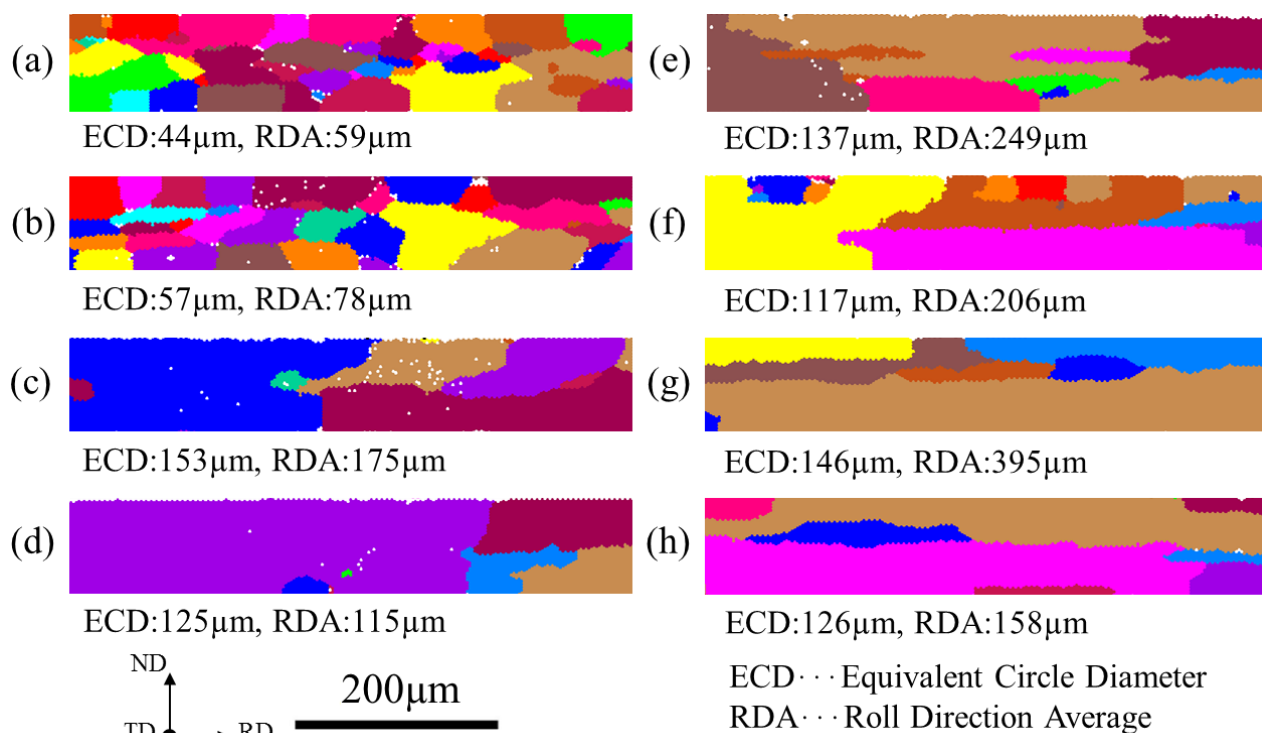 (a)
ECD:44μm, RDA:59μm
(b)
ECD:57μm, RDA:78μm
(c)
ECD:153μm, RDA:175μm
(d)
ECD:125μm, RDA:115μm
(e)
ECD:137μm, RDA:249μm
(f)
ECD:117μm, RDA:206μm
(g)
ECD:146μm, RDA:395μm
(h)
ECD:126μm, RDA:158μm
ND
TD
RD
200μm
ECD···Equivalent Circle Diameter
RDA···Roll Direction Average